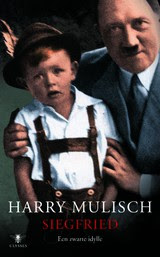 HARRY MULISCH
SIEGFRIED
Een zwarte idylle